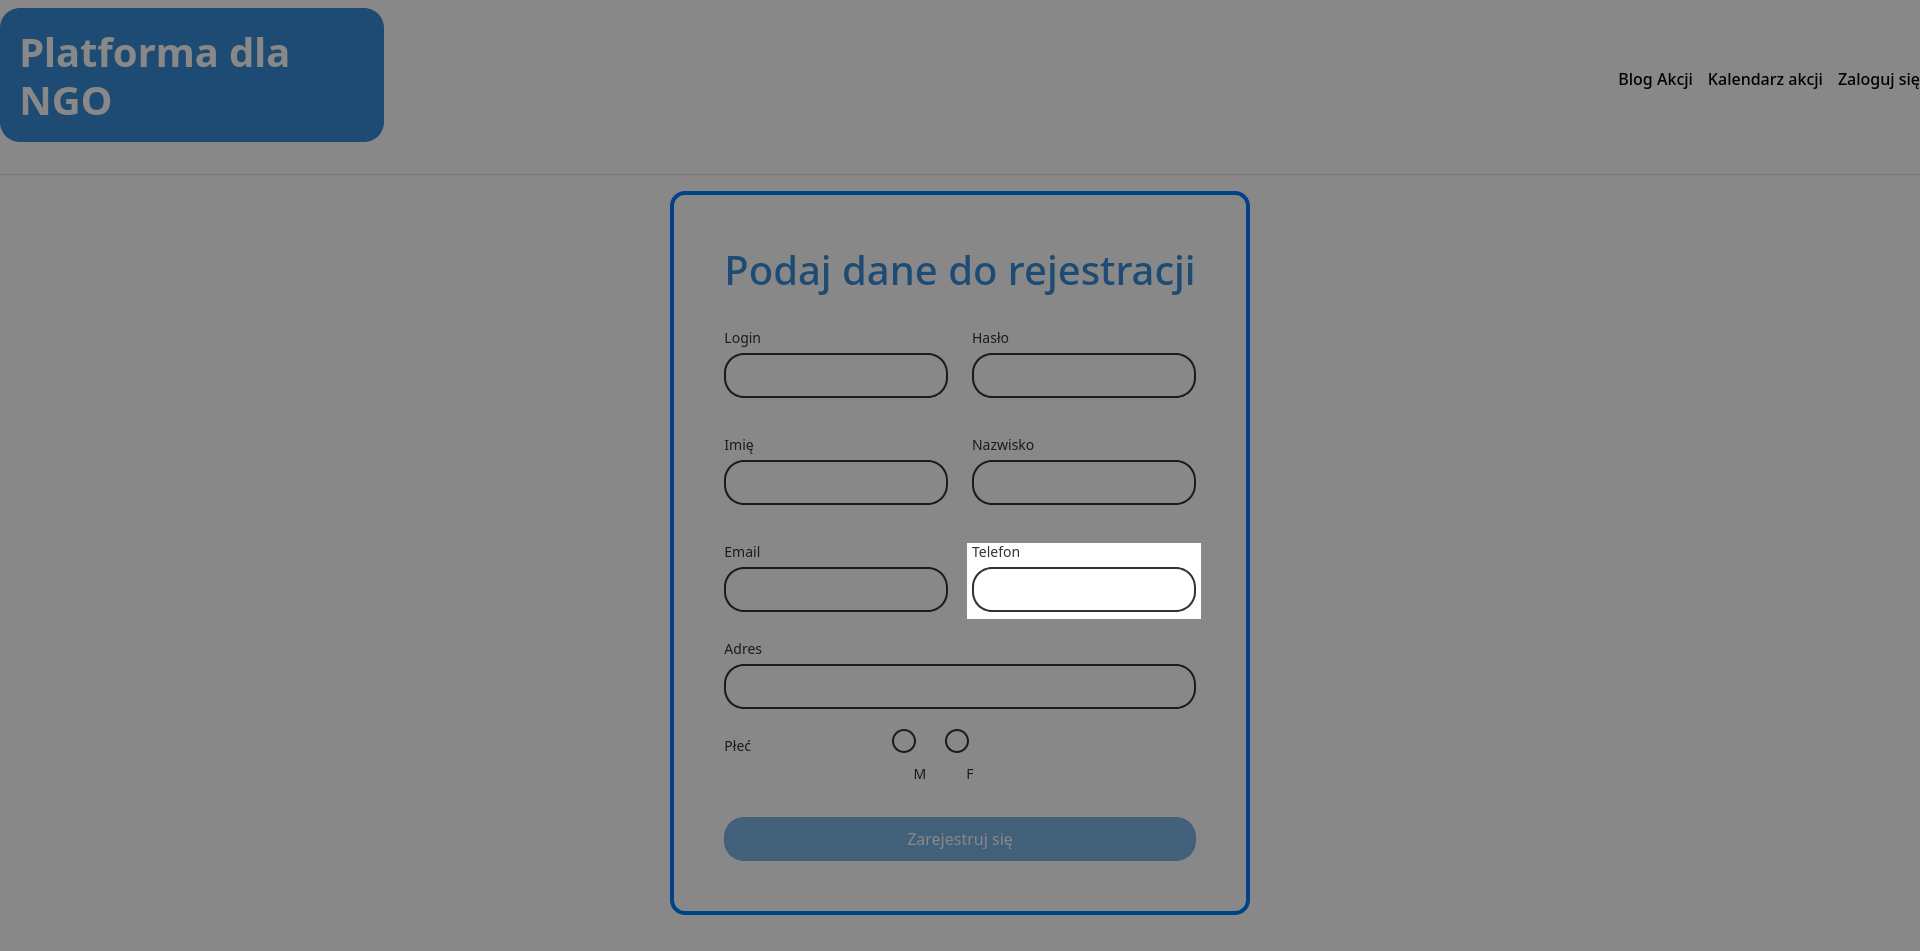 Platforma dla
NGO
Blog Akcji Kalendarz akcji Zaloguj się
Podaj dane do rejestracji
Login Hasło
Imię Nazwisko
Email Telefon
Adres
Płeć
M F
Zarejestruj się